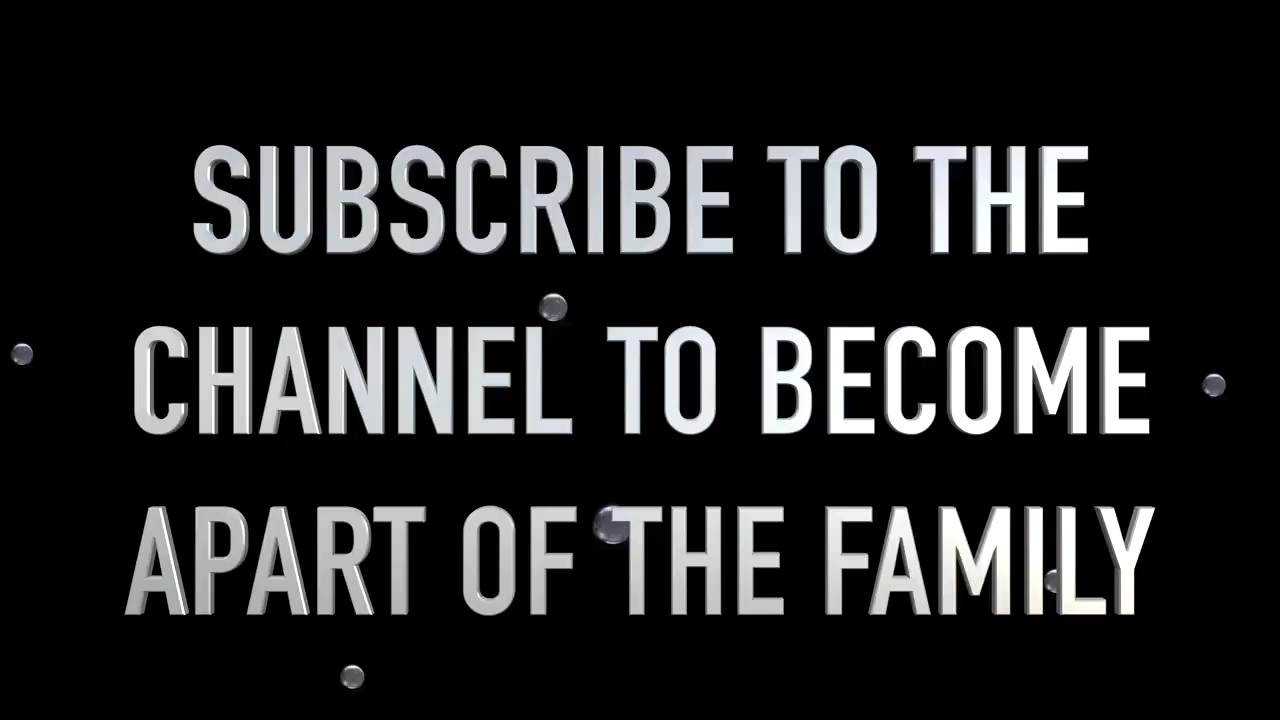 SUBSCRIBE TO THE
CHANNEL TO BECOME
APART OF THE FAMILY